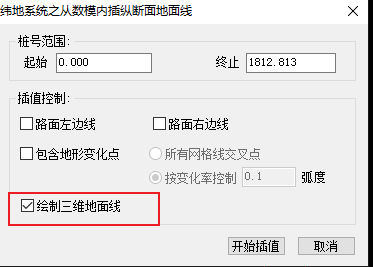 纬地系统之从数模内插纵断面地面线
桩号范围:
起始 0.000 终止 1812.813
插值控制:
路面左边线 路面右边线
包含地形变化点 所有网格线交叉点
按变化率控制 0.1 弧度
绘制三维地面线
开始插值 取消